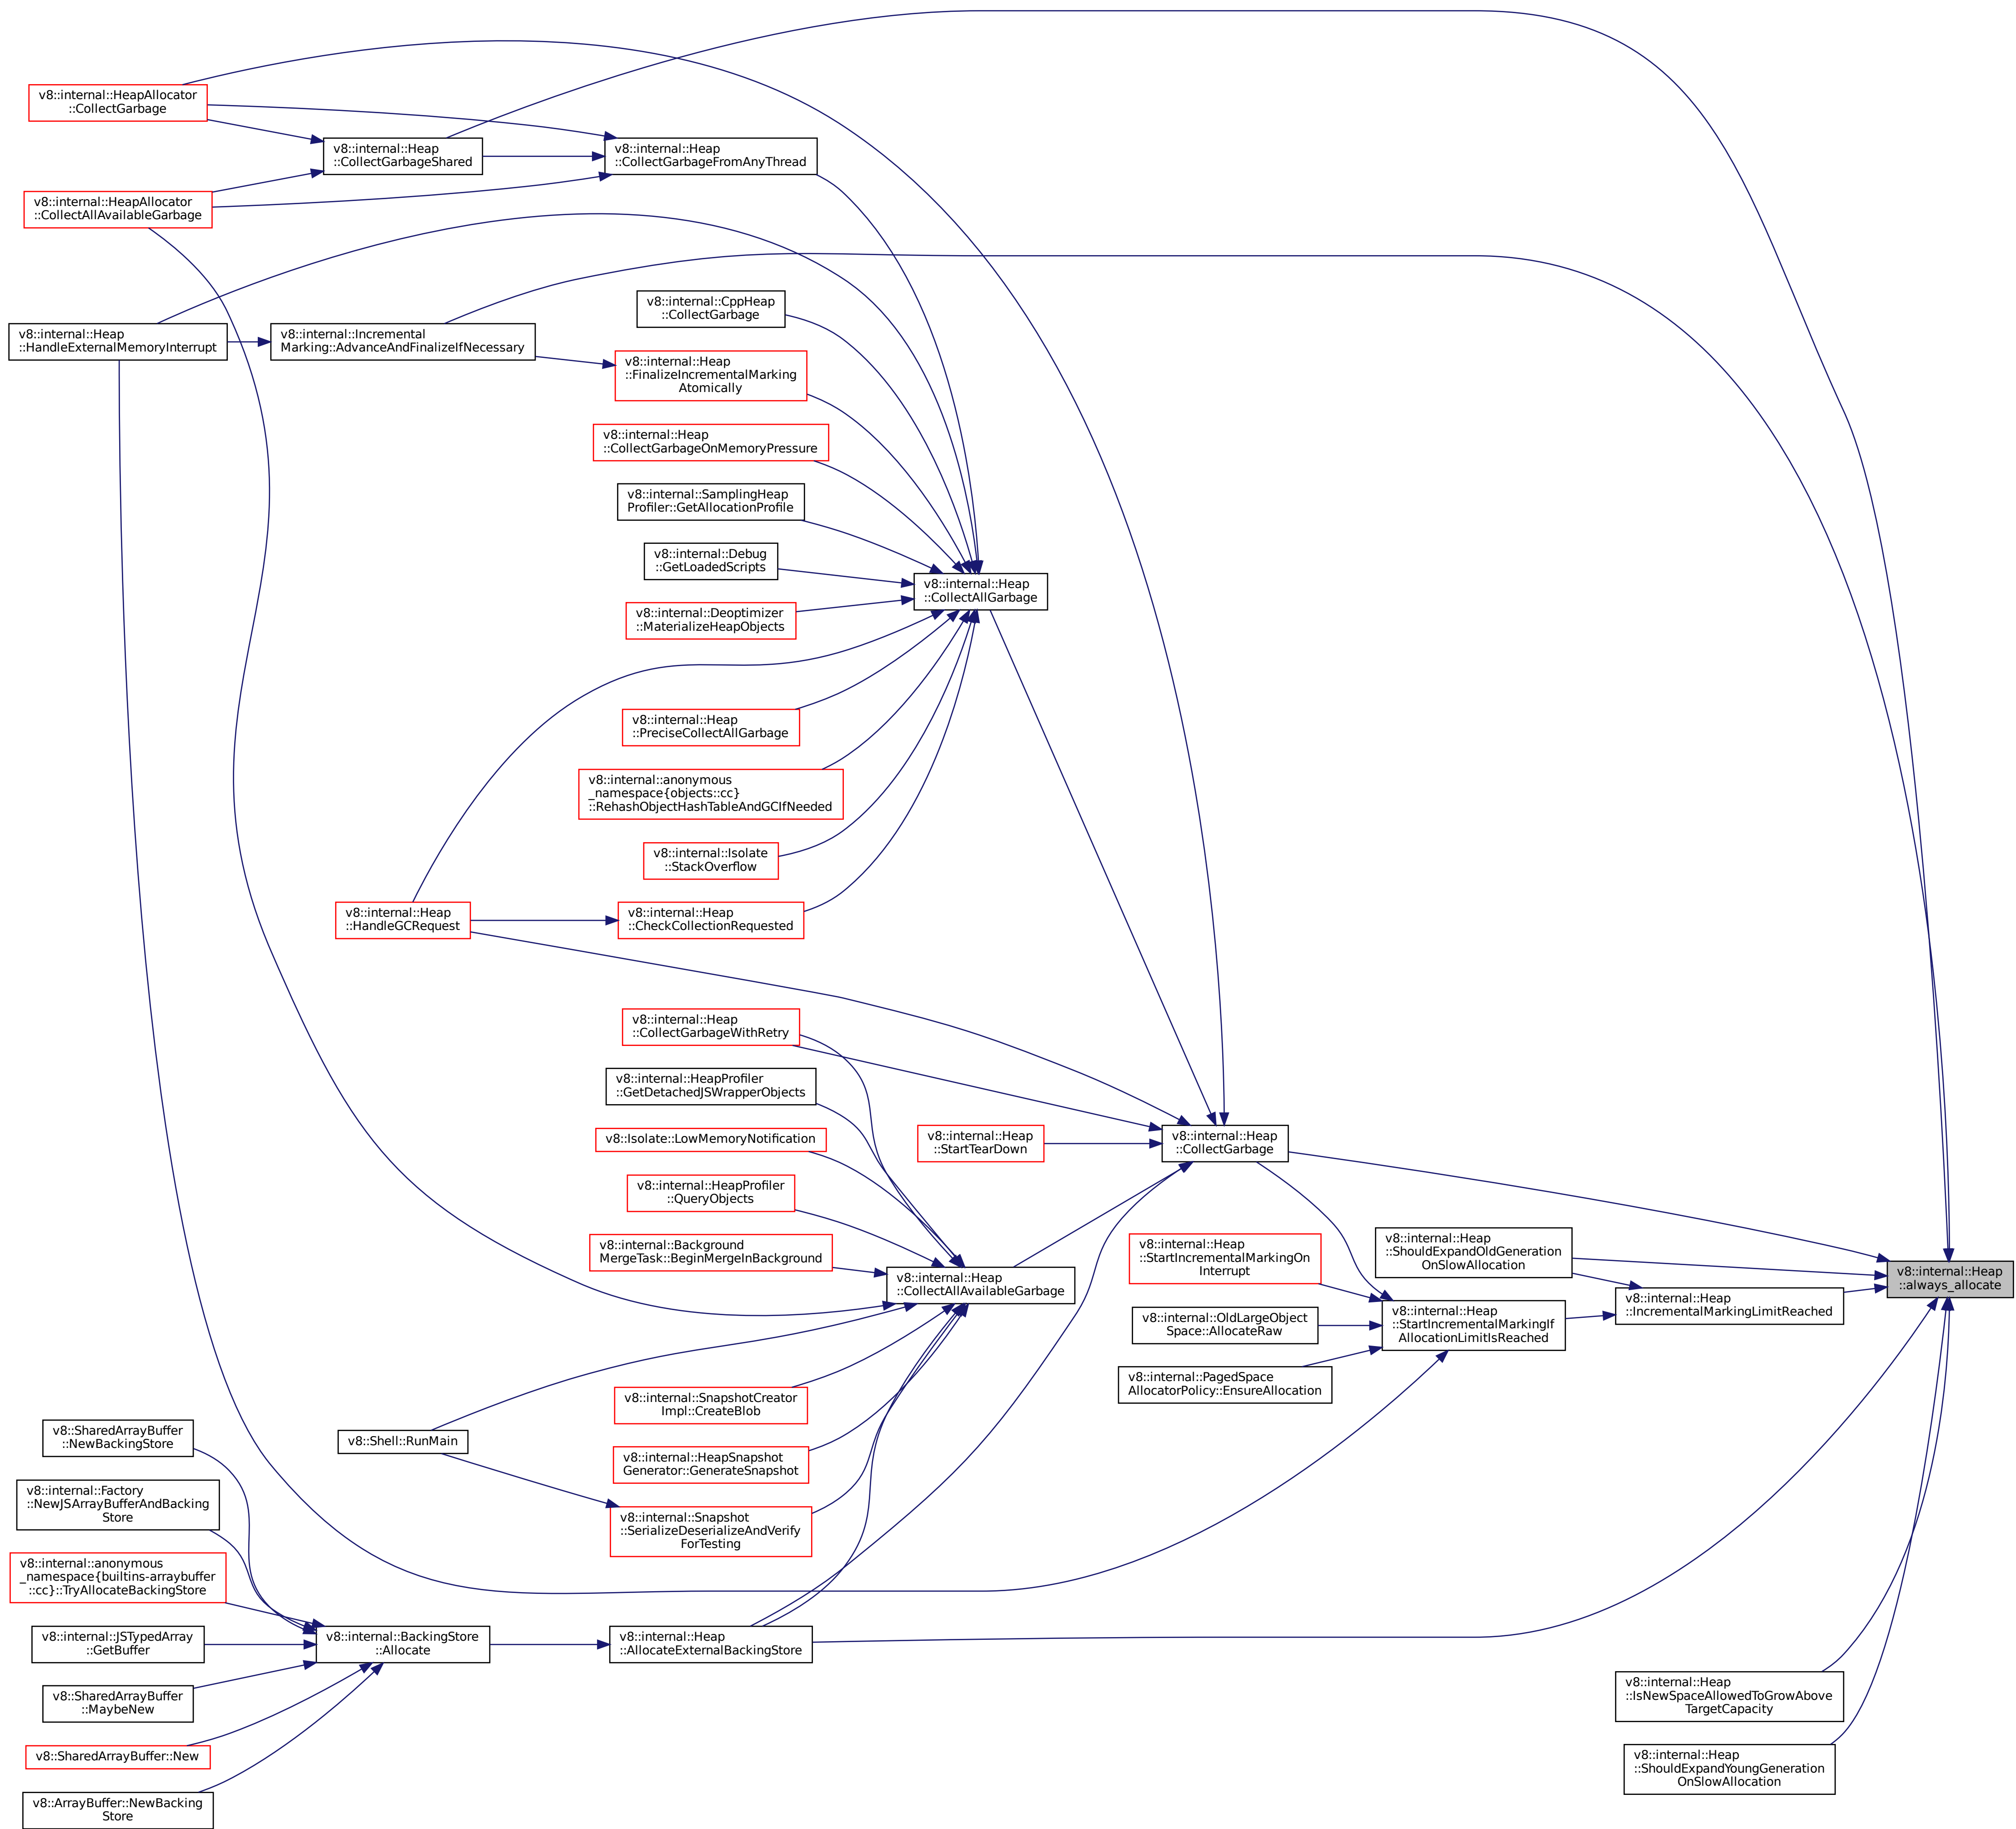 v8::internal::HeapAllocator
::CollectGarbage
v8::internal::Heap
::CollectGarbageShared
v8::internal::Heap
::CollectGarbageFromAnyThread
v8::internal::HeapAllocator
::CollectAllAvailableGarbage
v8::internal::CppHeap
::CollectGarbage
v8::internal::Heap
::HandleExternalMemoryInterrupt
v8::internal::Incremental
Marking::AdvanceAndFinalizeIfNecessary
v8::internal::Heap
::FinalizeIncrementalMarking
Atomically
v8::internal::Heap
::CollectGarbageOnMemoryPressure
v8::internal::SamplingHeap
Profiler::GetAllocationProfile
v8::internal::Debug
::GetLoadedScripts
v8::internal::Heap
::CollectAllGarbage
v8::internal::Deoptimizer
::MaterializeHeapObjects
v8::internal::Heap
::PreciseCollectAllGarbage
v8::internal::anonymous
_namespace{objects::cc}
::RehashObjectHashTableAndGCIfNeeded
v8::internal::Isolate
::StackOverflow
v8::internal::Heap
::HandleGCRequest
v8::internal::Heap
::CheckCollectionRequested
v8::internal::Heap
::CollectGarbageWithRetry
v8::internal::HeapProfiler
::GetDetachedJSWrapperObjects
v8::Isolate::LowMemoryNotification
v8::internal::Heap
::StartTearDown
v8::internal::Heap
::CollectGarbage
v8::internal::HeapProfiler
::QueryObjects
v8::internal::Background
MergeTask::BeginMergeInBackground
v8::internal::Heap
::CollectAllAvailableGarbage
v8::internal::Heap
::StartIncrementalMarkingOn
Interrupt
v8::internal::Heap
::ShouldExpandOldGeneration
OnSlowAllocation
v8::internal::Heap
::always_allocate
v8::internal::Heap
::IncrementalMarkingLimitReached
v8::internal::OldLargeObject
Space::AllocateRaw
v8::internal::Heap
::StartIncrementalMarkingIf
AllocationLimitIsReached
v8::internal::PagedSpace
AllocatorPolicy::EnsureAllocation
v8::internal::SnapshotCreator
Impl::CreateBlob
v8::Shell::RunMain
v8::internal::HeapSnapshot
Generator::GenerateSnapshot
v8::internal::Snapshot
::SerializeDeserializeAndVerify
ForTesting
v8::SharedArrayBuffer
::NewBackingStore
v8::internal::Factory
::NewJSArrayBufferAndBacking
Store
v8::internal::anonymous
_namespace{builtins-arraybuffer
::cc}::TryAllocateBackingStore
v8::internal::JSTypedArray
::GetBuffer
v8::internal::BackingStore
::Allocate
v8::internal::Heap
::AllocateExternalBackingStore
v8::SharedArrayBuffer
::MaybeNew
v8::internal::Heap
::IsNewSpaceAllowedToGrowAbove
TargetCapacity
v8::SharedArrayBuffer::New
v8::internal::Heap
::ShouldExpandYoungGeneration
OnSlowAllocation
v8::ArrayBuffer::NewBacking
Store